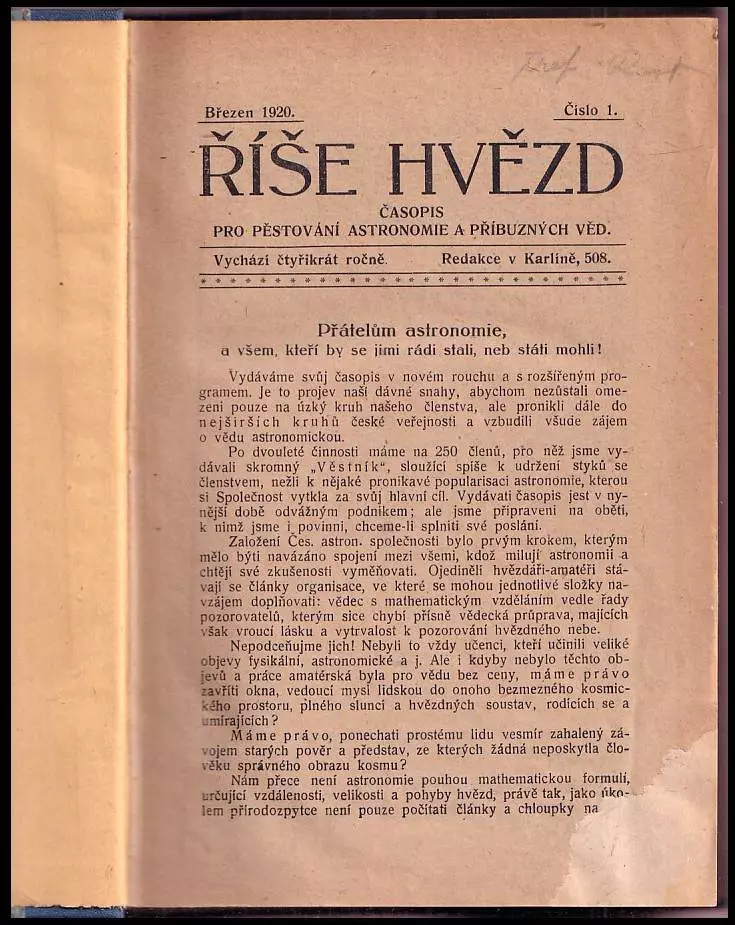 Březen 1920.
Číslo 1.
ŘÍŠE HVĚZD
ČASOPIS
PRO PĚSTOVÁNÍ ASTRONOMIE A PŘÍBUZNÝCH VĚD.
Vychází čtyřikrát ročně.
Redakce v Karlíně, 508.
Přátelům astronomie,
a všem, kteří by se jimi rádi stali, neb státi mohli!
Vydáváme svůj časopis v novém rouchu a s rozšířeným pro-
gramem. Je to projev naší dávné snahy, abychom nezůstali ome-
zeni pouze na úzký kruh našeho členstva, ale pronikli dále do
nejširších kruhů české veřejnosti a vzbudili všude zájem
o vědu astronomickou.
Po dvouleté činnosti máme na 250 členů, pro něž jsme vy-
dávali skromný „Věstník“, sloužící spíše k udržení styků se
členstvem, nežli k nějaké pronikavé popularisaci astronomie, kterou
si Společnost vytkla za svůj hlavní cíl. Vydávati časopis jest v ny-
nější době odvážným podnikem; ale jsme připraveni na oběti,
k nimž jsme i povinni, chceme-li splniti své poslání.
Založení Čes. astron. společnosti bylo prvým krokem, kterým
mělo býti navázáno spojení mezi všemi, kdož milují astronomii a
chtějí své zkušenosti vyměňovati. Ojedinělí hvězdáři-amatéři stá-
vají se články organisace, ve které se mohou jednotlivé složky na-
vzájem doplňovati: vědec s mathematickým vzděláním vedle řady
pozorovatelů, kterým sice chybí přísně vědecká průprava, majících
však vroucí lásku a vytrvalost k pozorování hvězdného nebe.
Nepodceňujme jich! Nebyli to vždy učenci, kteří učinili veliké
objevy fysikální, astronomické a j. Ale i kdyby nebylo těchto ob-
jevů a práce amatérská byla pro vědu bez ceny, máme právo
zavříti okna, vedoucí mysl lidskou do onoho bezmezného kosmic-
kého prostoru, plného sluncí a hvězdných soustav, rodících se a
umírajících?
Máme právo, ponechati prostému lidu vesmír zahalený zá-
vojem starých pověr a představ, ze kterých žádná neposkytla člo-
věku správného obrazu kosmu?
Nám přece není astronomie pouhou mathematickou formulí,
určující vzdálenosti, velikosti a pohyby hvězd, právě tak, jako úko-
lem přírodozpytce není pouze počítati články a chloupky na